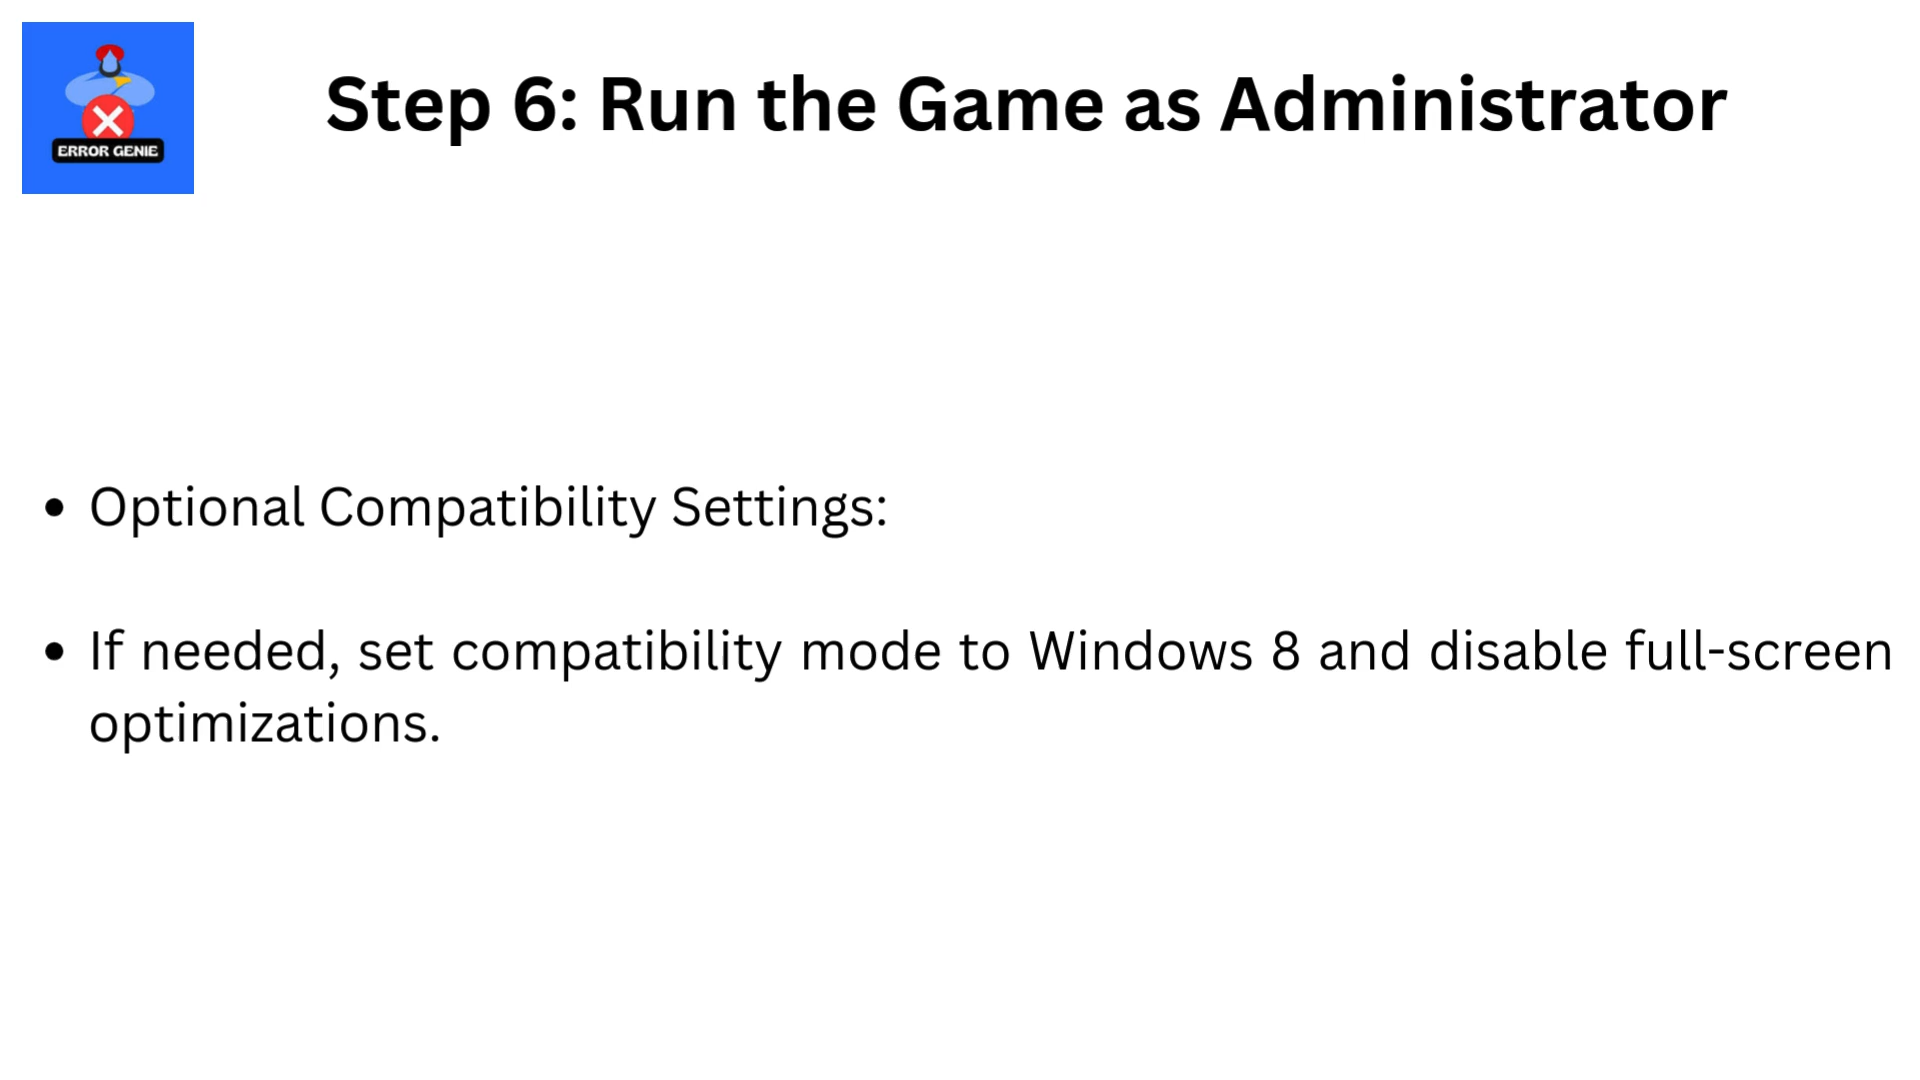 ERROR GENIE
Step 6: Run the Game as Administrator
• Optional Compatibility Settings:
• If needed, set compatibility mode to Windows 8 and disable full-screen
optimizations.